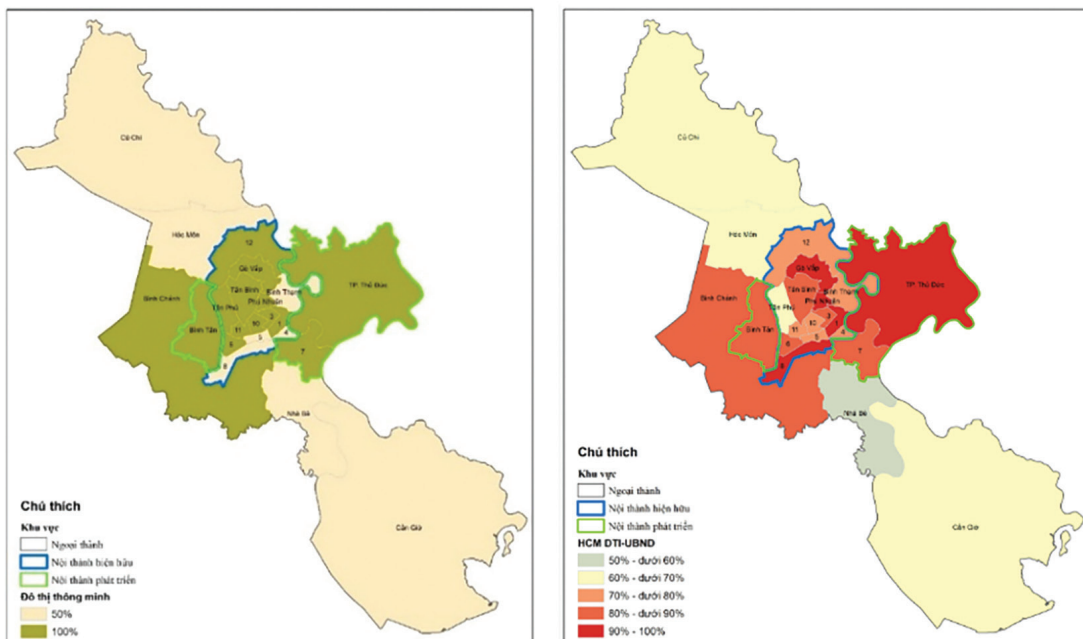 Củ Chi
Hóc Môn
12
Gò Vấp
Bình Chánh
Tân Bình
Bình Thạnh
TP. Thủ Đức
Tân Phú
Phú Nhuận
Bình Tân
3
11
10
1
4
6
5
7
8
Nhà Bè
Cần Giờ
Chú thích
Khu vực
Ngoại thành
Nội thành hiện hữu
Nội thành phát triển
Đô thị thông minh
50%
100%
Củ Chi
Hóc Môn
12
Gò Vấp
Bình Chánh
Tân Bình
Bình Thạnh
TP. Thủ Đức
Tân Phú
Phú Nhuận
Bình Tân
3
11
10
1
4
6
5
7
8
Nhà Bè
Cần Giờ
Chú thích
Khu vực
Ngoại thành
Nội thành hiện hữu
Nội thành phát triển
HCM DTI-UBND
50% - dưới 60%
60% - dưới 70%
70% - dưới 80%
80% - dưới 90%
90% - 100%